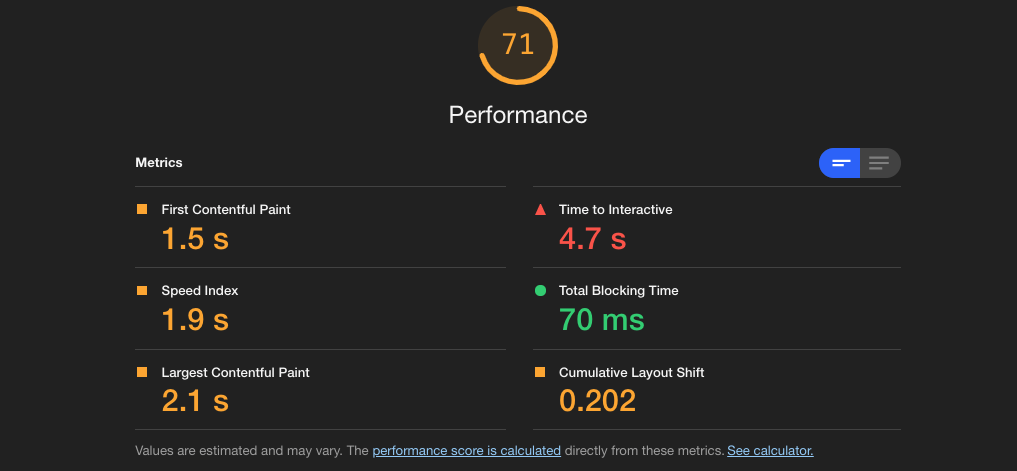 71
Performance
Metrics
First Contentful Paint
1.5 s
Time to Interactive
4.7 s
Speed Index
1.9 s
Total Blocking Time
70 ms
Largest Contentful Paint
2.1 s
Cumulative Layout Shift
0.202
Values are estimated and may vary. The performance score is calculated directly from these metrics. See calculator.